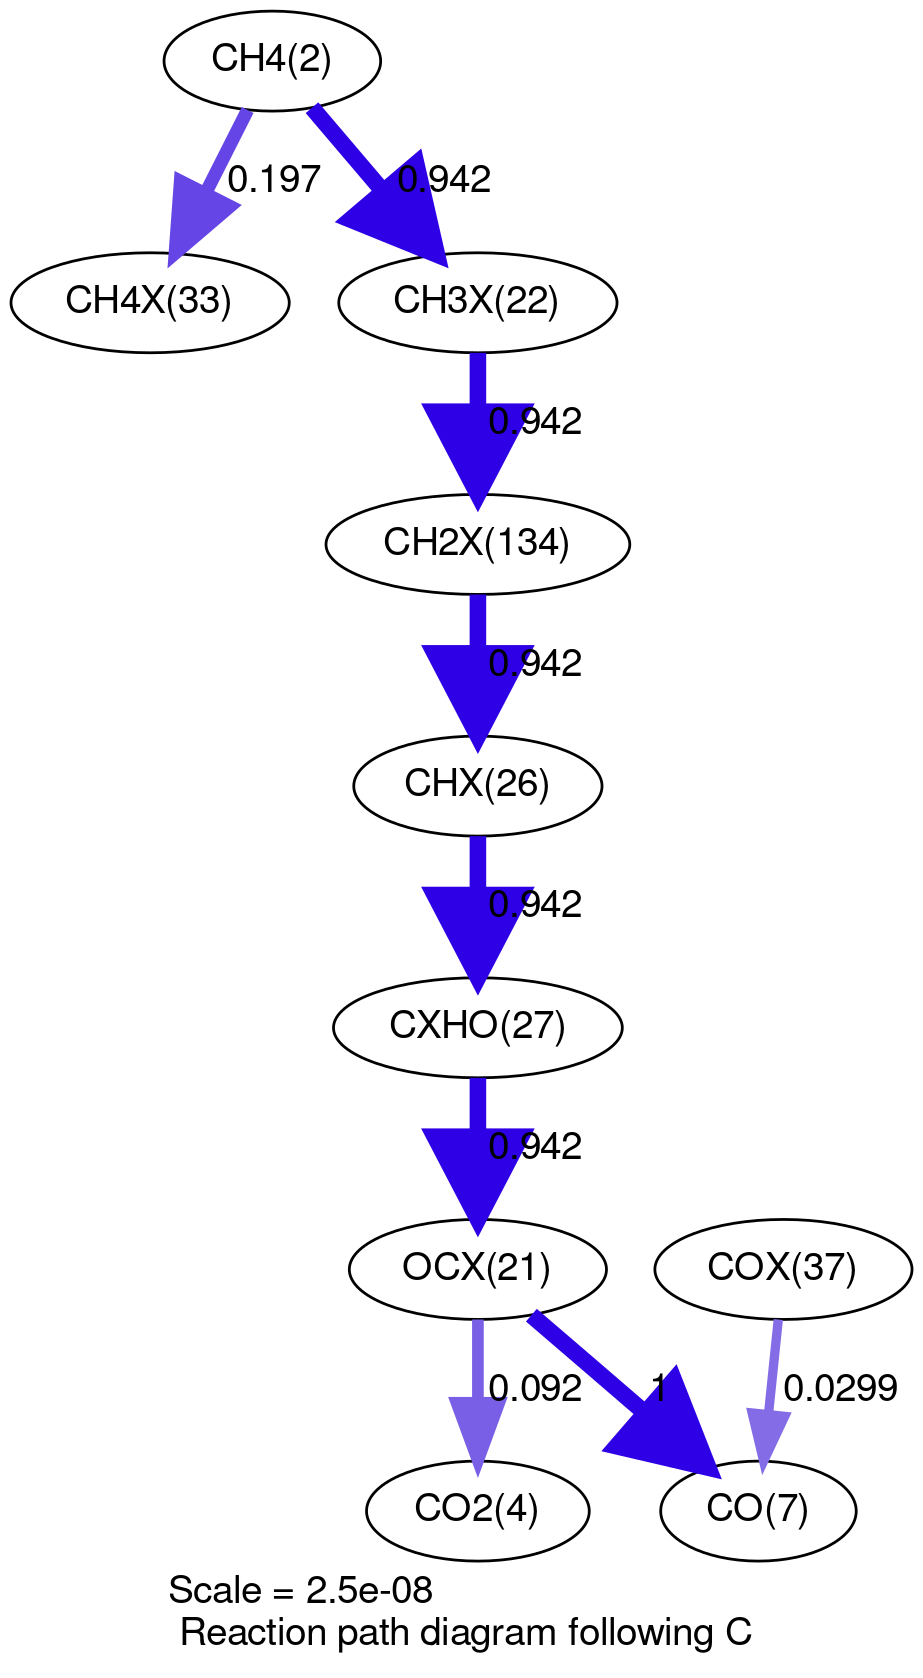 CH4(2)
0.197
0.942
CH4X(33)
CH3X(22)
0.942
CH2X(134)
0.942
CHX(26)
0.942
CXHO(27)
0.942
OCX(21)
COX(37)
0.092
1
0.0299
CO2(4)
CO(7)
Scale = 2.5e-08
Reaction path diagram following C